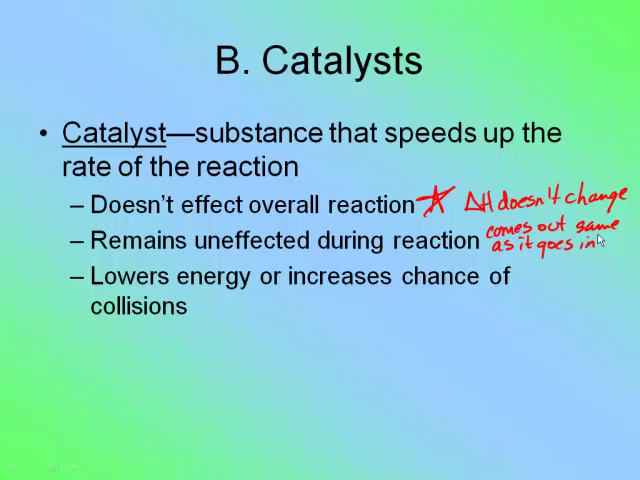 B. Catalysts
• Catalyst—substance that speeds up the
rate of the reaction
– Doesn't effect overall reaction ΔH doesn't change
– Remains uneffected during reaction comes out same
as it goes in
– Lowers energy or increases chance of
collisions